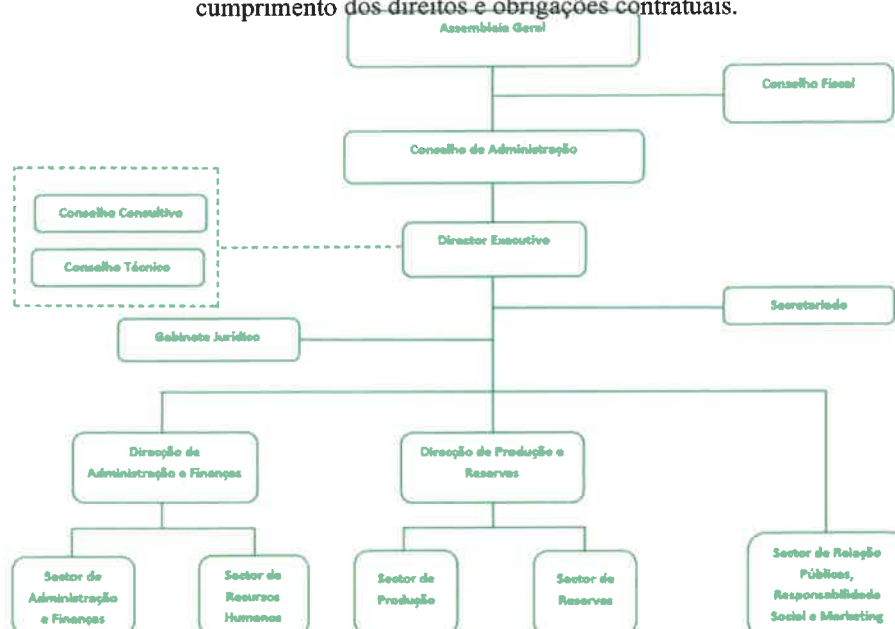 cumprimento dos direitos e obrigações contratuais.
Assembleia Geral
Conselho Fiscal
Conselho de Administração
Conselho Consultivo
Director Executivo
Conselho Técnico
Secretariado
Gabinete Jurídico
Direcção de
Administração e Finanças
Direcção de Produção e
Reservas
Sector de
Administração
e Finanças
Sector de
Recursos
Humanos
Sector de
Produção
Sector de
Reservas
Sector de Relação
Públicas,
Responsabilidade
Social e Marketing